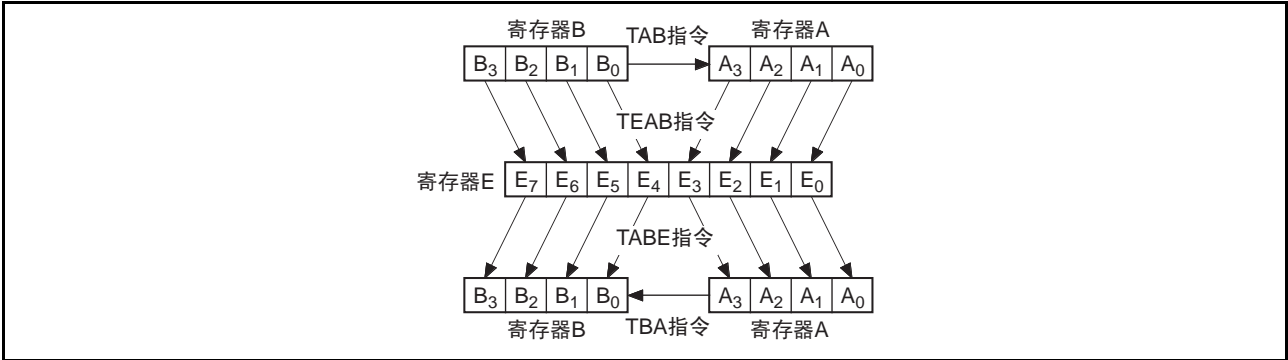 寄存器B TAB指令 寄存器A
B3 B2 B1 B0 A3 A2 A1 A0
TEAB指令
寄存器E E7 E6 E5 E4 E3 E2 E1 E0
TABE指令
B3 B2 B1 B0 A3 A2 A1 A0
寄存器B TBA指令 寄存器A